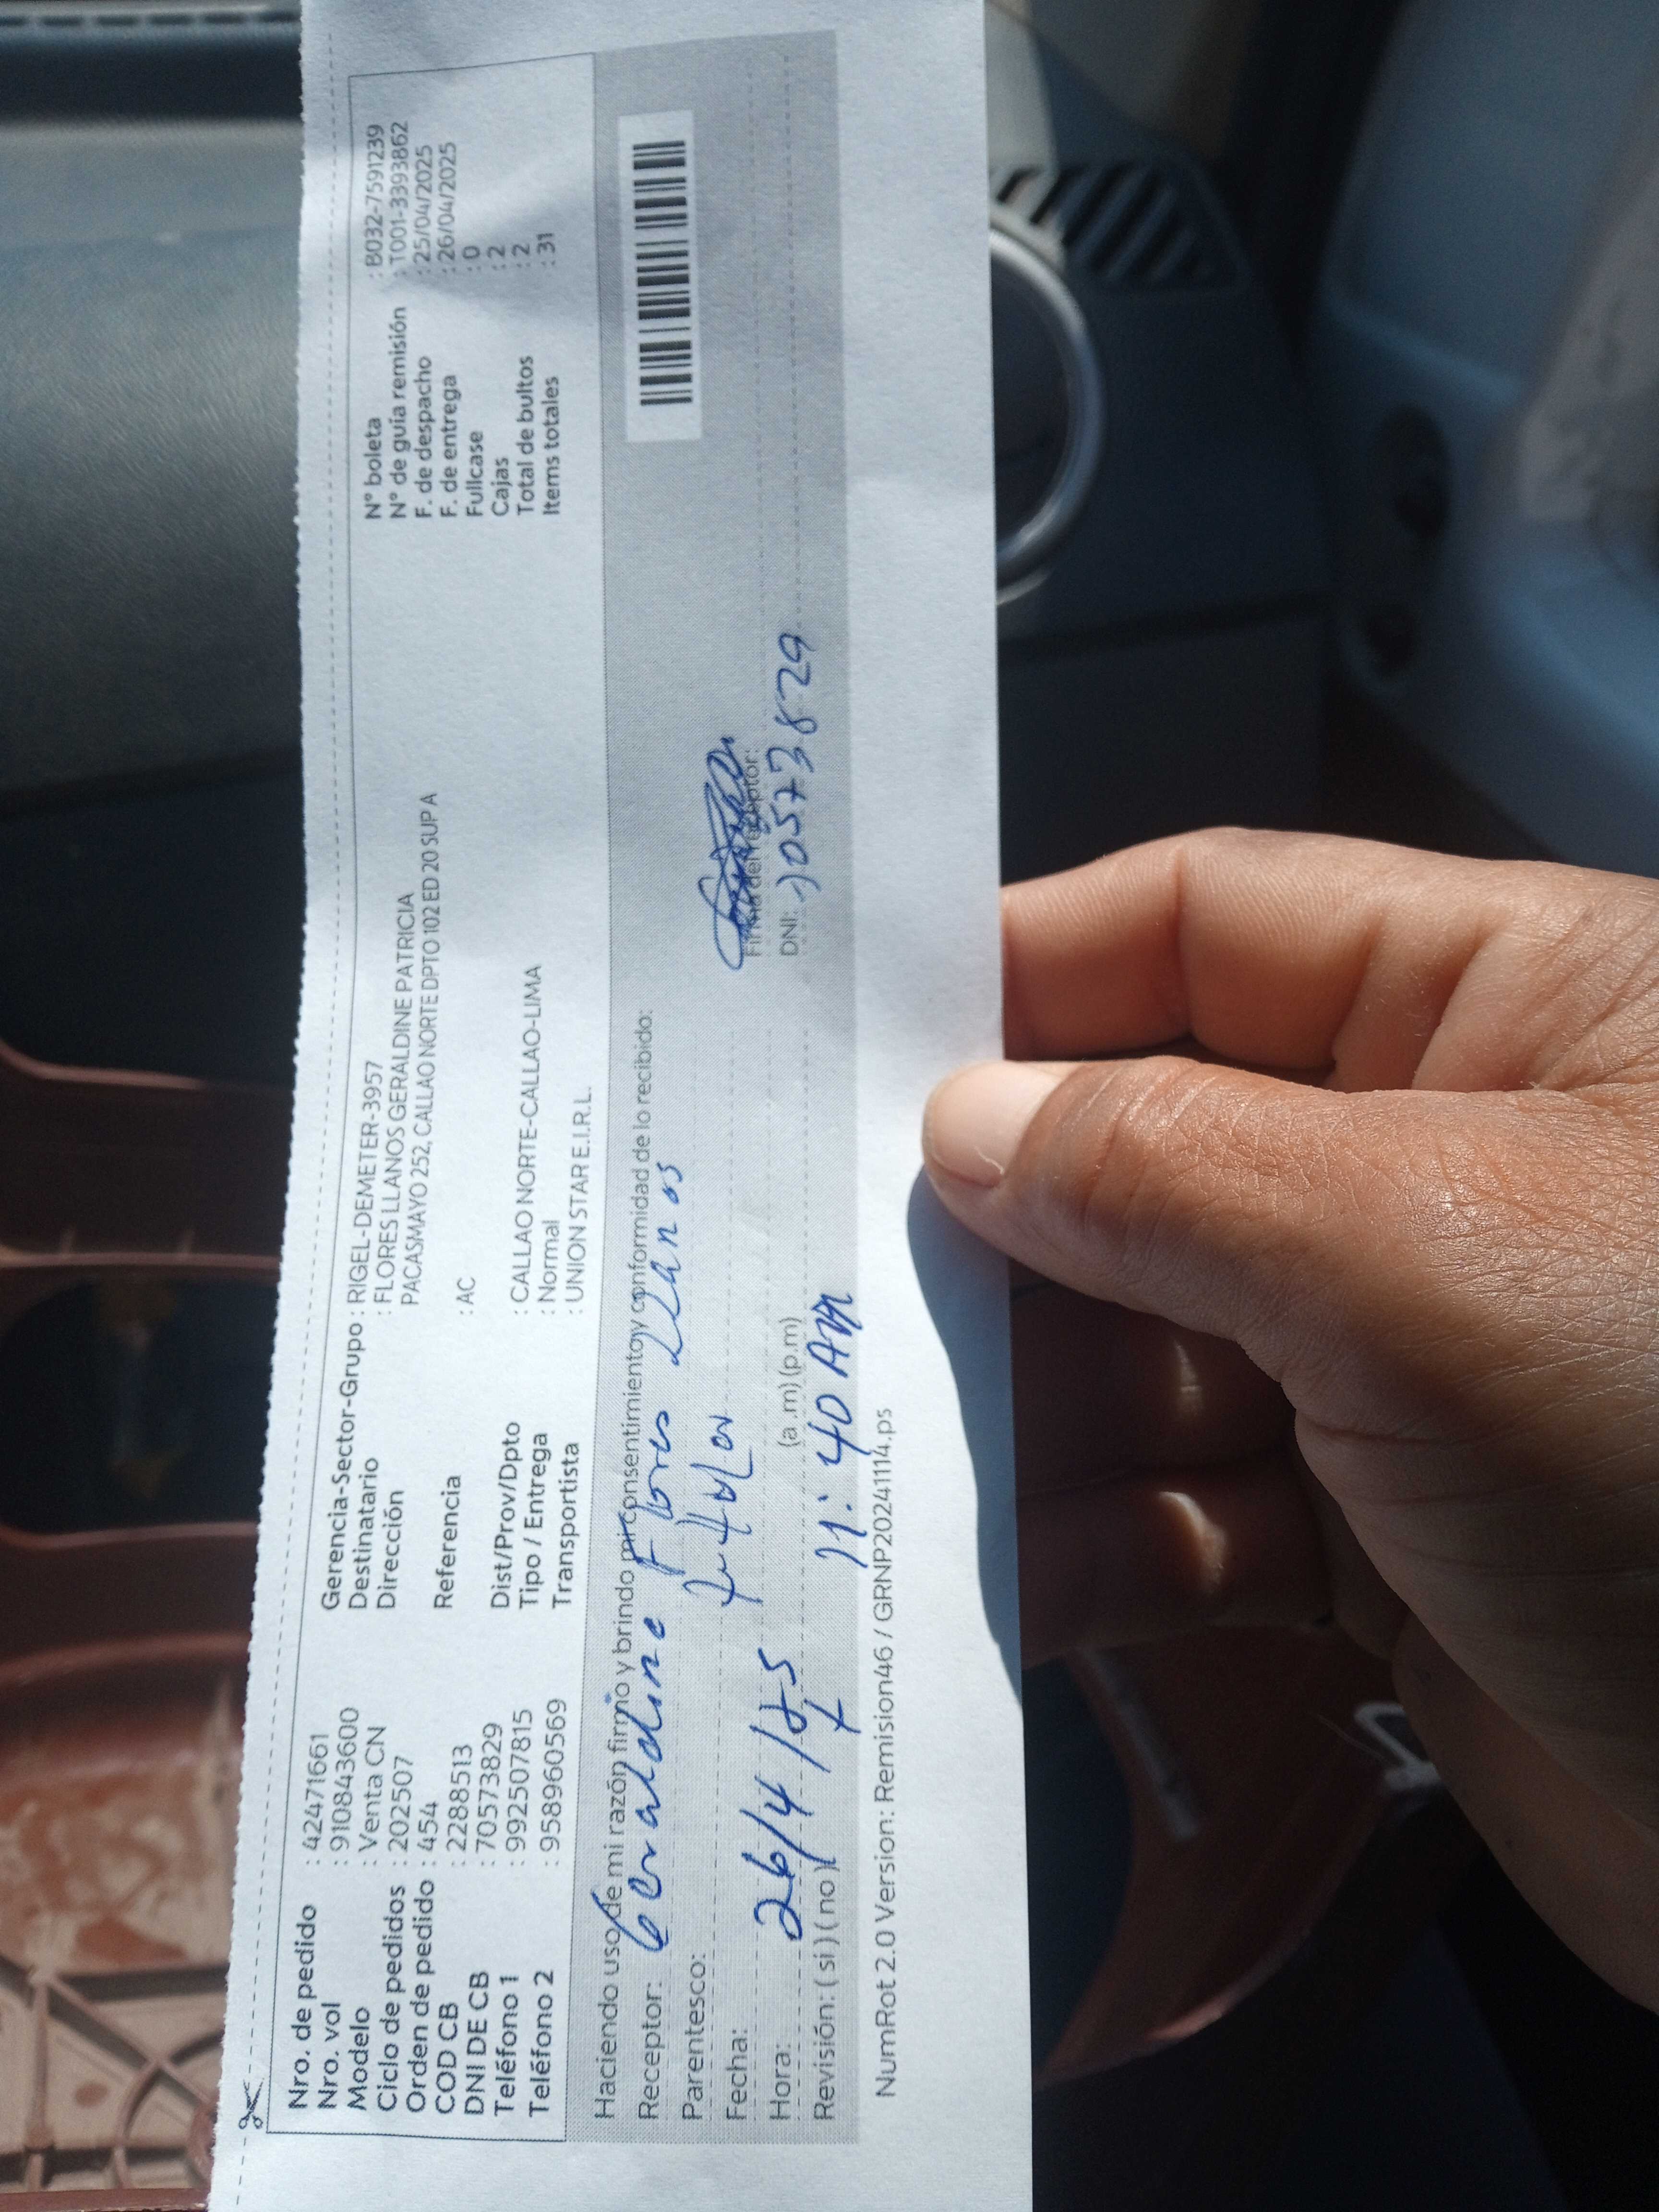 Nro. de pedido : 42471661
Nro. vol : 910843600
Modelo : Venta CN
Ciclo de pedidos : 202507
Orden de pedido : 454
COD CB : 2288513
DNI DE CB : 70573829
Teléfono 1 : 992507815
Teléfono 2 : 958960569
Gerencia-Sector-Grupo : RIGEL-DEMETER-3957
Destinatario : FLORES LLANOS GERALDINE PATRICIA
Dirección PACASMAYO 252, CALLAO NORTE DPTO 102 ED 20 SUP A
Referencia : AC
Dist/Prov/Dpto : CALLAO NORTE-CALLAO-LIMA
Tipo / Entrega : Normal
Transportista : UNION STAR E.I.R.L.
N° boleta : B032-7591239
N° de guía remisión : T001-3393862
F. de despacho : 25/04/2025
F. de entrega : 26/04/2025
Fullcase : 0
Cajas : 2
Total de bultos : 2
Items totales : 31
Haciendo uso de mi razón firmo y brindo mi consentimiento y conformidad de lo recibido:
Receptor: Geraldine Flores Llanos
Parentesco: titular
Fecha: 26/4/25
Hora: (a.m) (p.m)
11:40 AM
Revisión: ( si ) ( no )
Firma del receptor:
DNI: 70573829
NumRot 2.0 Version: Remision46 / GRNP20241114.ps